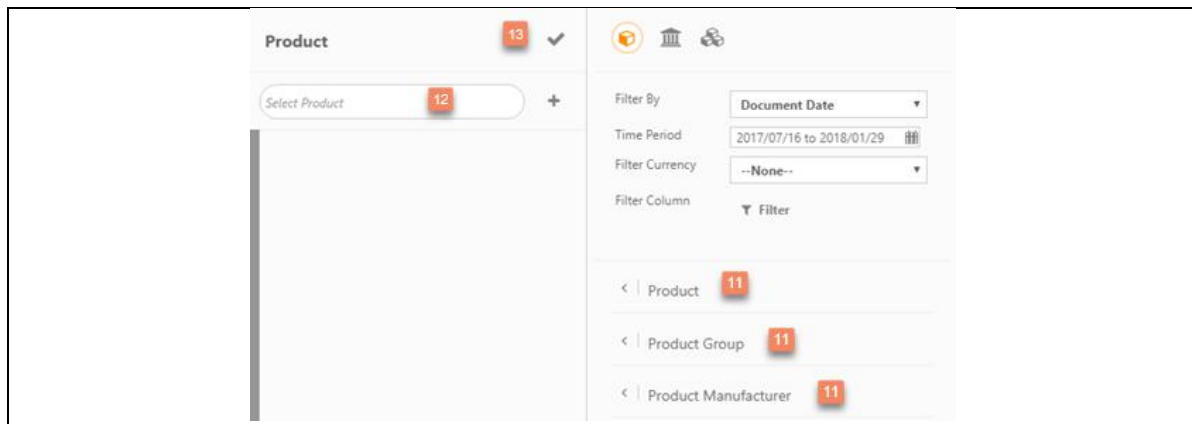 Product 13
Select Product 12 +
Filter By Document Date
Time Period 2017/07/16 to 2018/01/29
Filter Currency --None--
Filter Column Filter
< | Product 11
< | Product Group 11
< | Product Manufacturer 11